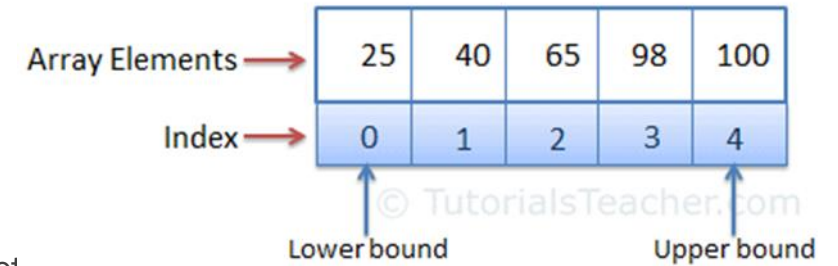 Array Elements 25 40 65 98 100
Index 0 1 2 3 4
© TutorialsTeacher.com
Lower bound Upper bound